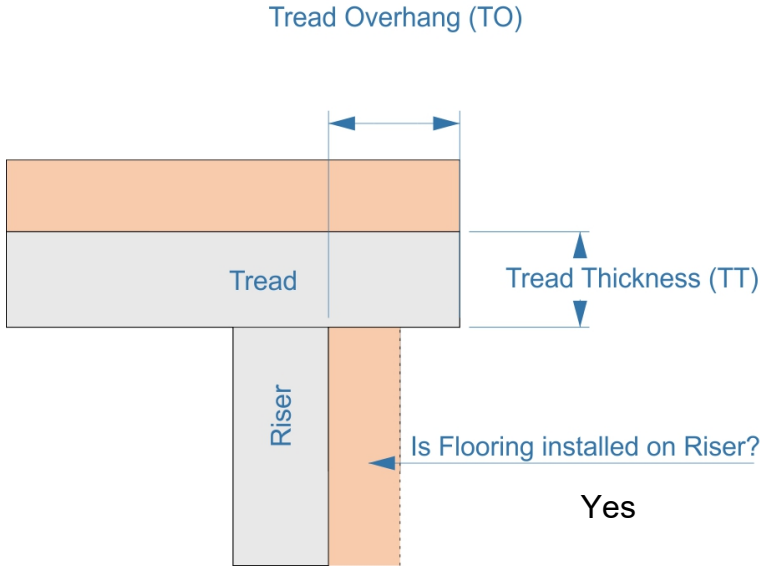 Tread Overhang (TO)
Tread
Tread Thickness (TT)
Riser
Is Flooring installed on Riser?
Yes